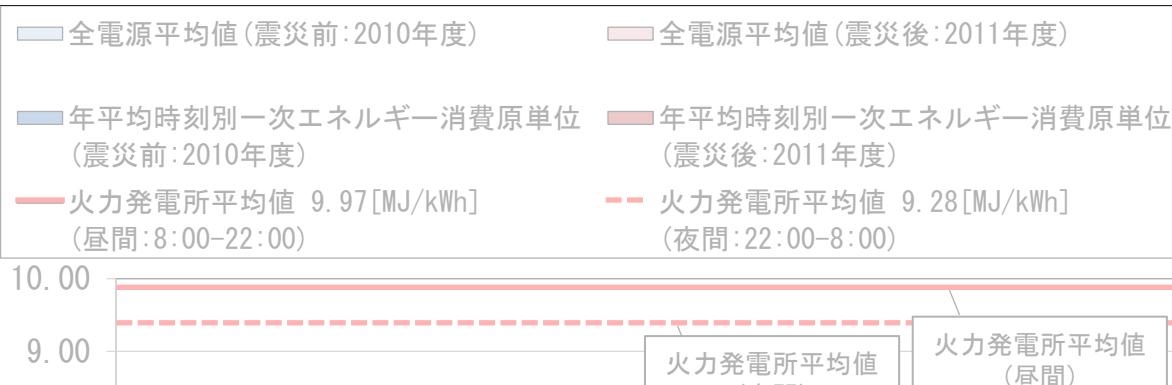 全電源平均値(震災前:2010年度)
全電源平均値(震災後:2011年度)
年平均時刻別一次エネルギー消費原単位
(震災前:2010年度)
年平均時刻別一次エネルギー消費原単位
(震災後:2011年度)
火力発電所平均値 9.97[MJ/kWh]
(昼間:8:00-22:00)
火力発電所平均値 9.28[MJ/kWh]
(夜間:22:00-8:00)
10.00
9.00
火力発電所平均値
火力発電所平均値
(昼間)